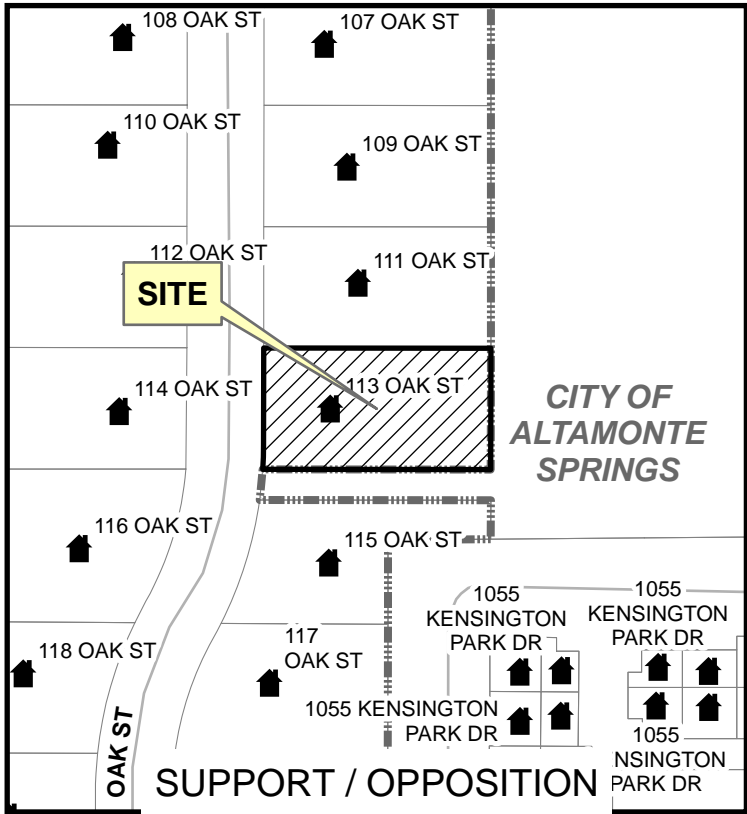 108 OAK ST
107 OAK ST
110 OAK ST
109 OAK ST
112 OAK ST
111 OAK ST
SITE
114 OAK ST
113 OAK ST
CITY OF
ALTAMONTE
SPRINGS
116 OAK ST
115 OAK ST
1055
KENSINGTON
PARK DR
1055
KENSINGTON
PARK DR
118 OAK ST
117
OAK ST
1055 KENSINGTON
PARK DR
1055
NSINGTON
PARK DR
OAK ST
SUPPORT / OPPOSITION